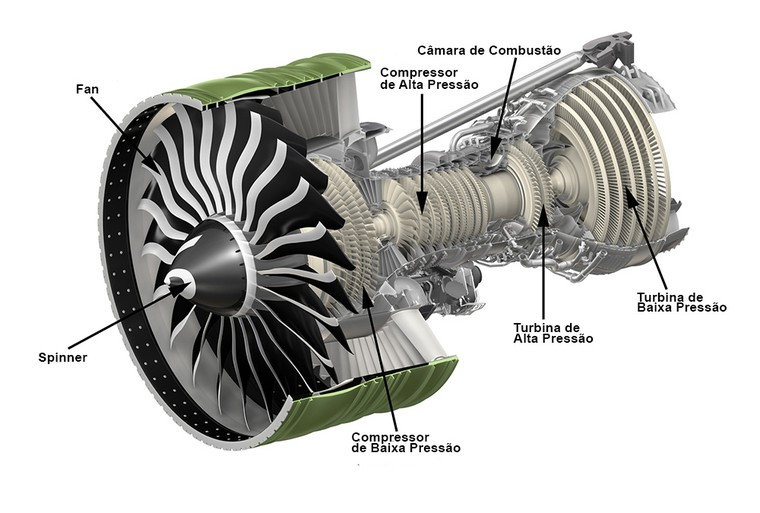 Câmara de Combustão
Compressor
de Alta Pressão
Fan
Turbina de
Baixa Pressão
Turbina de
Alta Pressão
Spinner
Compressor
de Baixa Pressão